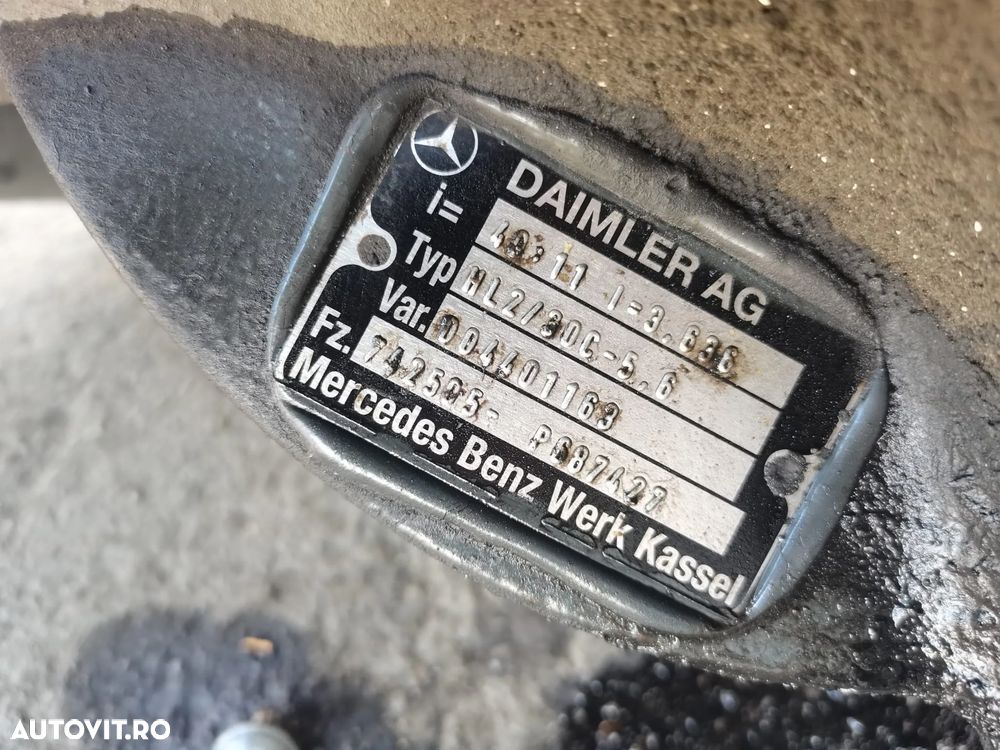 DAIMLER AG
i= 40:11 i=3,636
Typ HL2/30C-5,6
Var. D04401163
Fz. 742505- P687427
Mercedes Benz Werk Kassel
AUTOVIT.RO